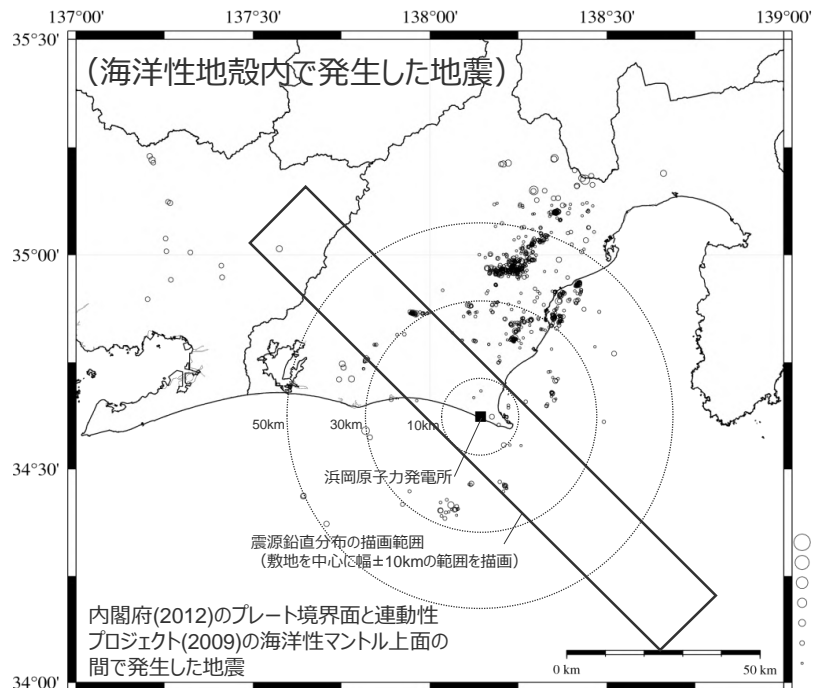 137°00' 137°30' 138°00' 138°30' 139°00'
35°30'
(海洋性地殻内で発生した地震)
35°00'
50km 30km 10km
34°30'
浜岡原子力発電所
震源鉛直分布の描画範囲
(敷地を中心に幅±10kmの範囲を描画)
内閣府(2012)のプレート境界面と連動性
プロジェクト(2009)の海洋性マントル上面の
間で発生した地震
0 km 50 km
34°00'